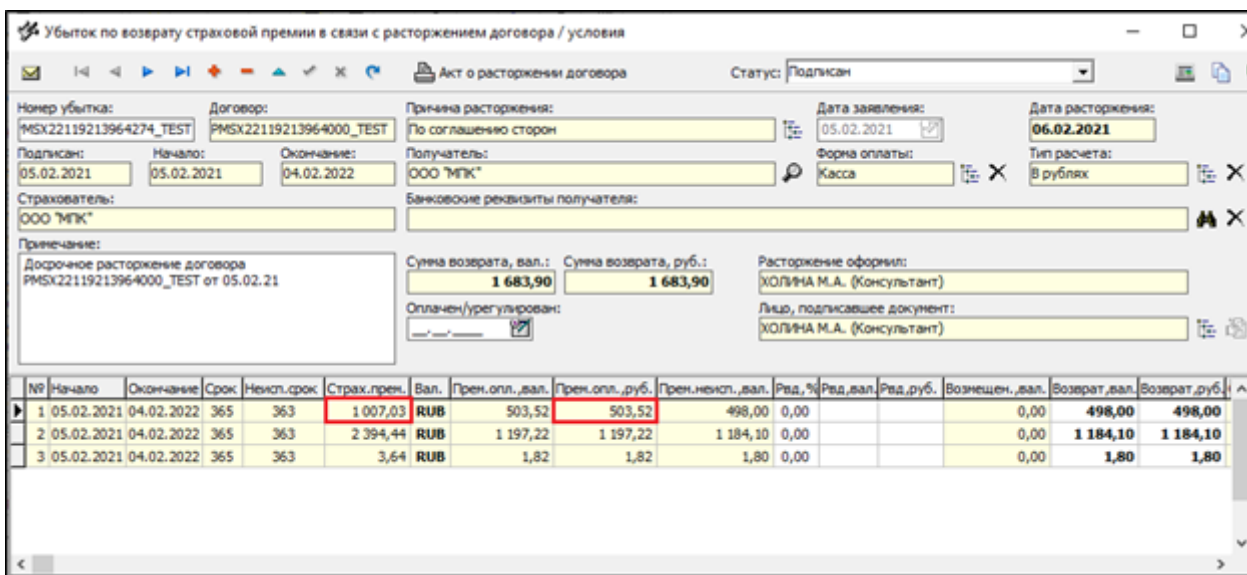 Убыток по возврату страховой премии в связи с расторжением договора / условия
Акт о расторжении договора Статус: Подписан
Номер убытка: Договор: Причина расторжения: Дата заявления: Дата расторжения:
MSX22119213964274_TEST PMSX22119213964000_TEST По соглашению сторон 05.02.2021 06.02.2021
Подписан: Начало: Окончание: Получатель: Форма оплаты: Тип расчета:
05.02.2021 05.02.2021 04.02.2022 ООО "МПК" Касса В рублях
Страхователь: Банковские реквизиты получателя:
ООО "МПК"
Примечание: Сумма возврата, вал.: Сумма возврата, руб.: Расторжение оформил:
Досрочное расторжение договора 1 683,90 1 683,90 ХОЛИНА М.А. (Консультант)
PMSX22119213964000_TEST от 05.02.21
Оплачен/урегулирован: Лицо, подписавшее документ:
__.__.____ ХОЛИНА М.А. (Консультант)
№ Начало Окончание Срок Неисп.срок Страх.прем. Вал. Прем.опл.,вал. Прем.опл.,руб. Прем.неисп.,вал. Рвд,% Рвд,вал. Рвд,руб. Возмещен.,вал. Возврат,вал. Возврат,руб.
1 05.02.2021 04.02.2022 365 363 1 007,03 RUB 503,52 503,52 498,00 0,00 0,00 498,00 498,00
2 05.02.2021 04.02.2022 365 363 2 394,44 RUB 1 197,22 1 197,22 1 184,10 0,00 0,00 1 184,10 1 184,10
3 05.02.2021 04.02.2022 365 363 3,64 RUB 1,82 1,82 1,80 0,00 0,00 1,80 1,80